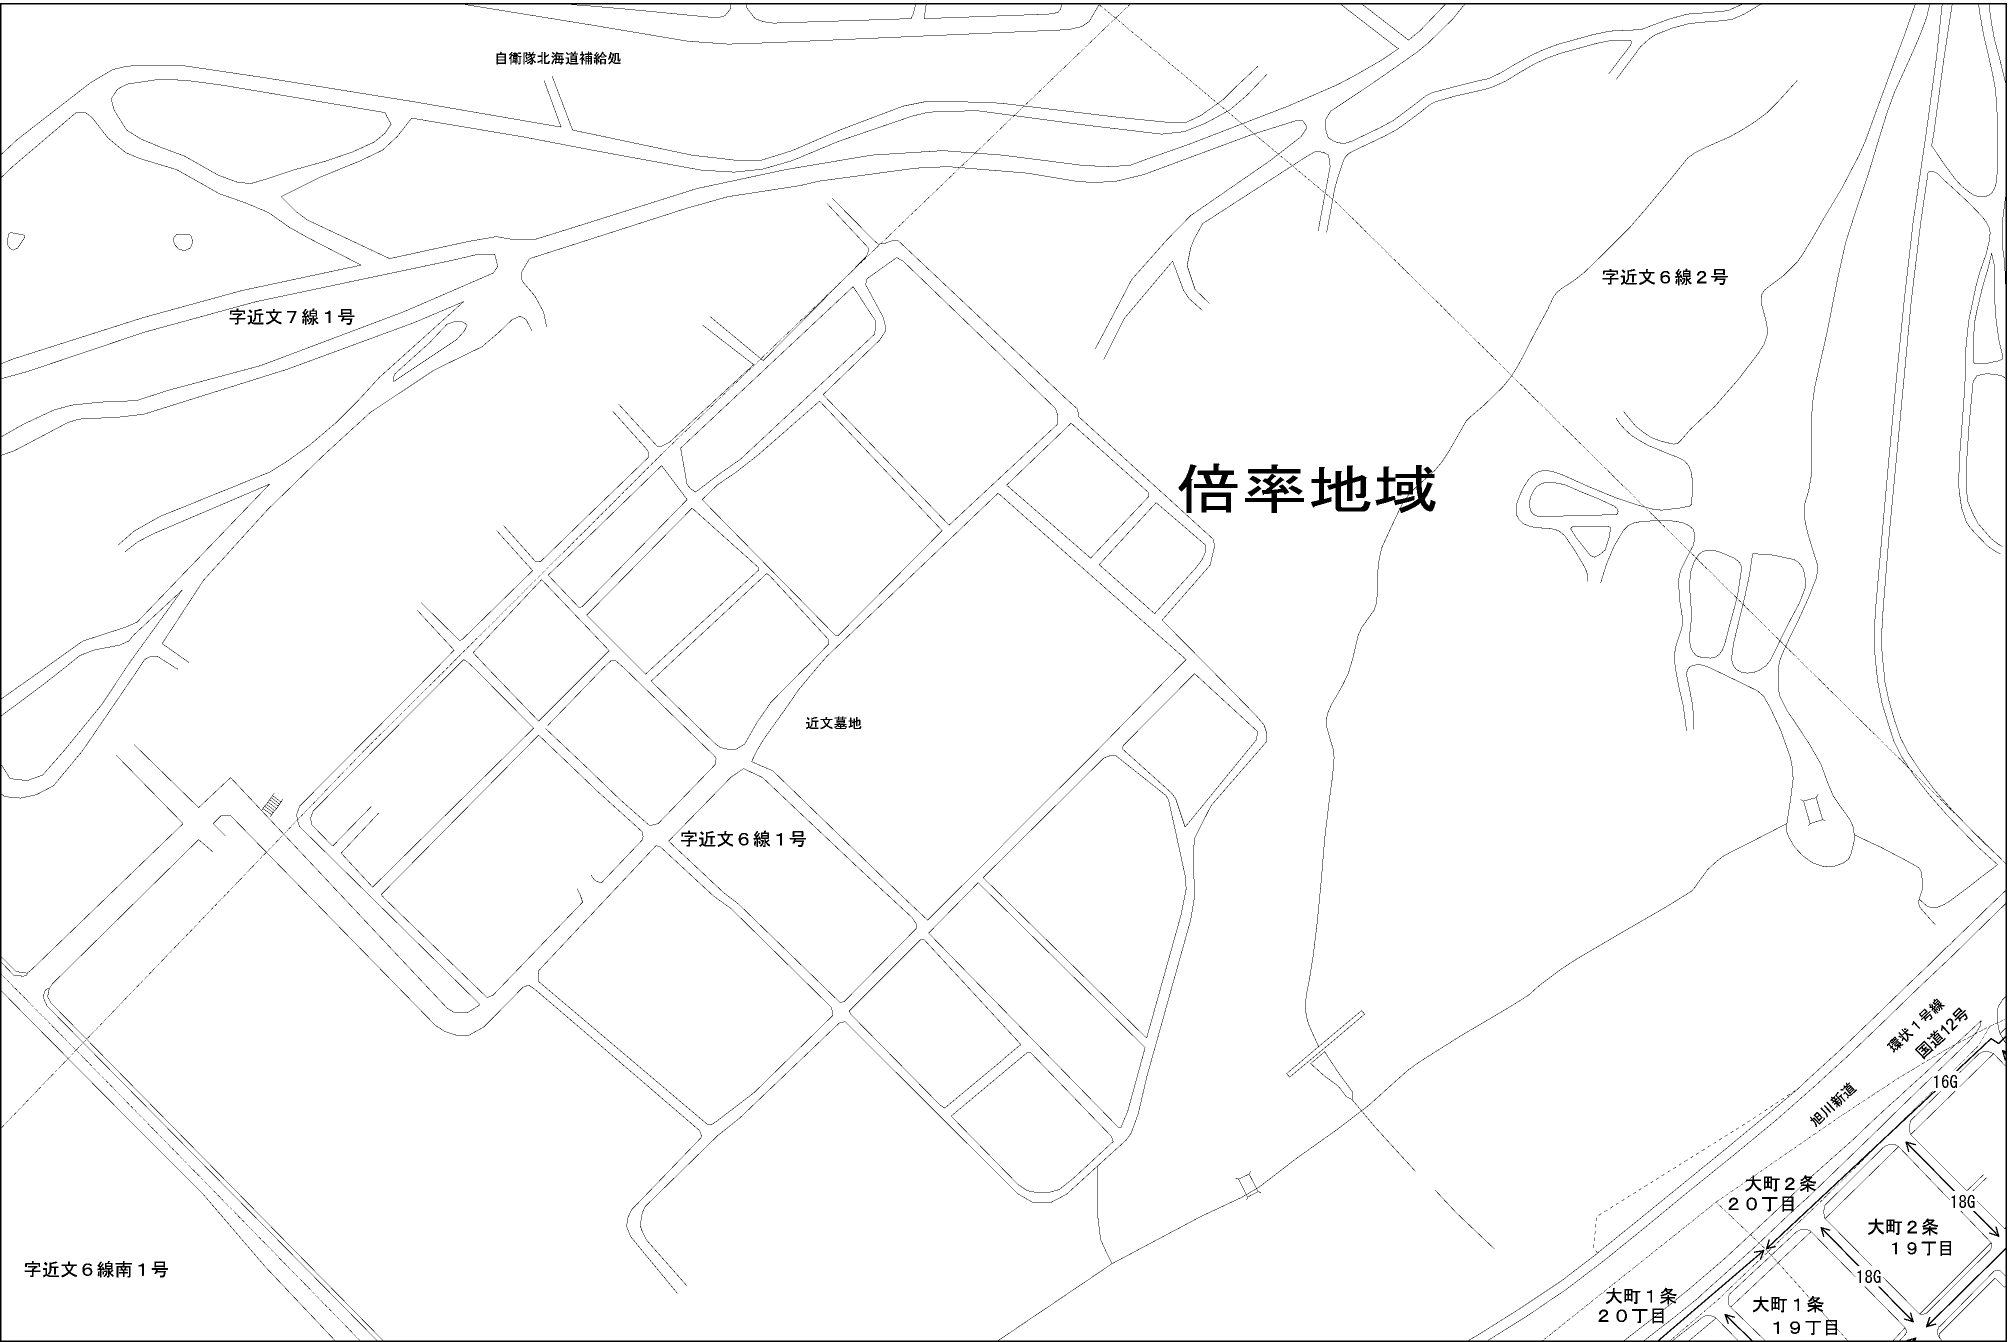 自衛隊北海道補給処
字近文６線２号
字近文７線１号
倍率地域
近文墓地
字近文６線１号
環状１号線
国道12号
16G
旭川新道
大町２条
２０丁目
18G
大町２条
１９丁目
字近文６線南１号
18G
大町１条
２０丁目
大町１条
１９丁目